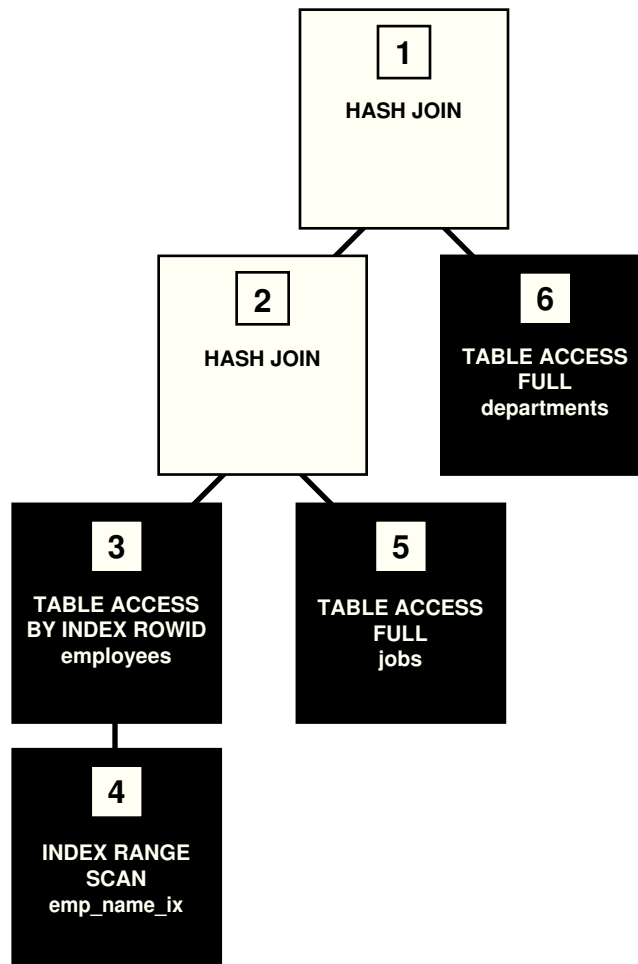 1
HASH JOIN
2
HASH JOIN
6
TABLE ACCESS
FULL
departments
3
TABLE ACCESS
BY INDEX ROWID
employees
5
TABLE ACCESS
FULL
jobs
4
INDEX RANGE
SCAN
emp_name_ix